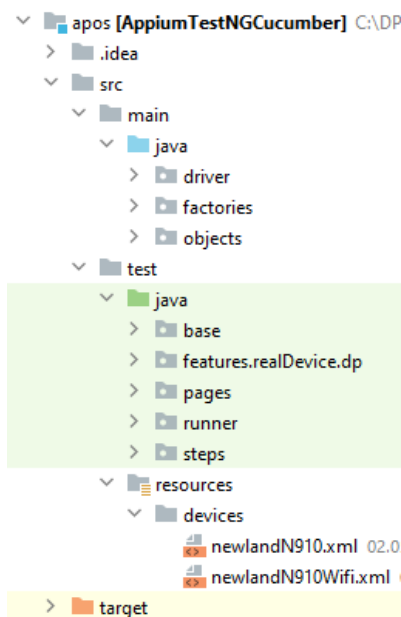 apos [AppiumTestNGCucumber] C:\DP
.idea
src
main
java
driver
factories
objects
test
java
base
features.realDevice.dp
pages
runner
steps
resources
devices
newlandN910.xml 02.0
newlandN910Wifi.xml
target